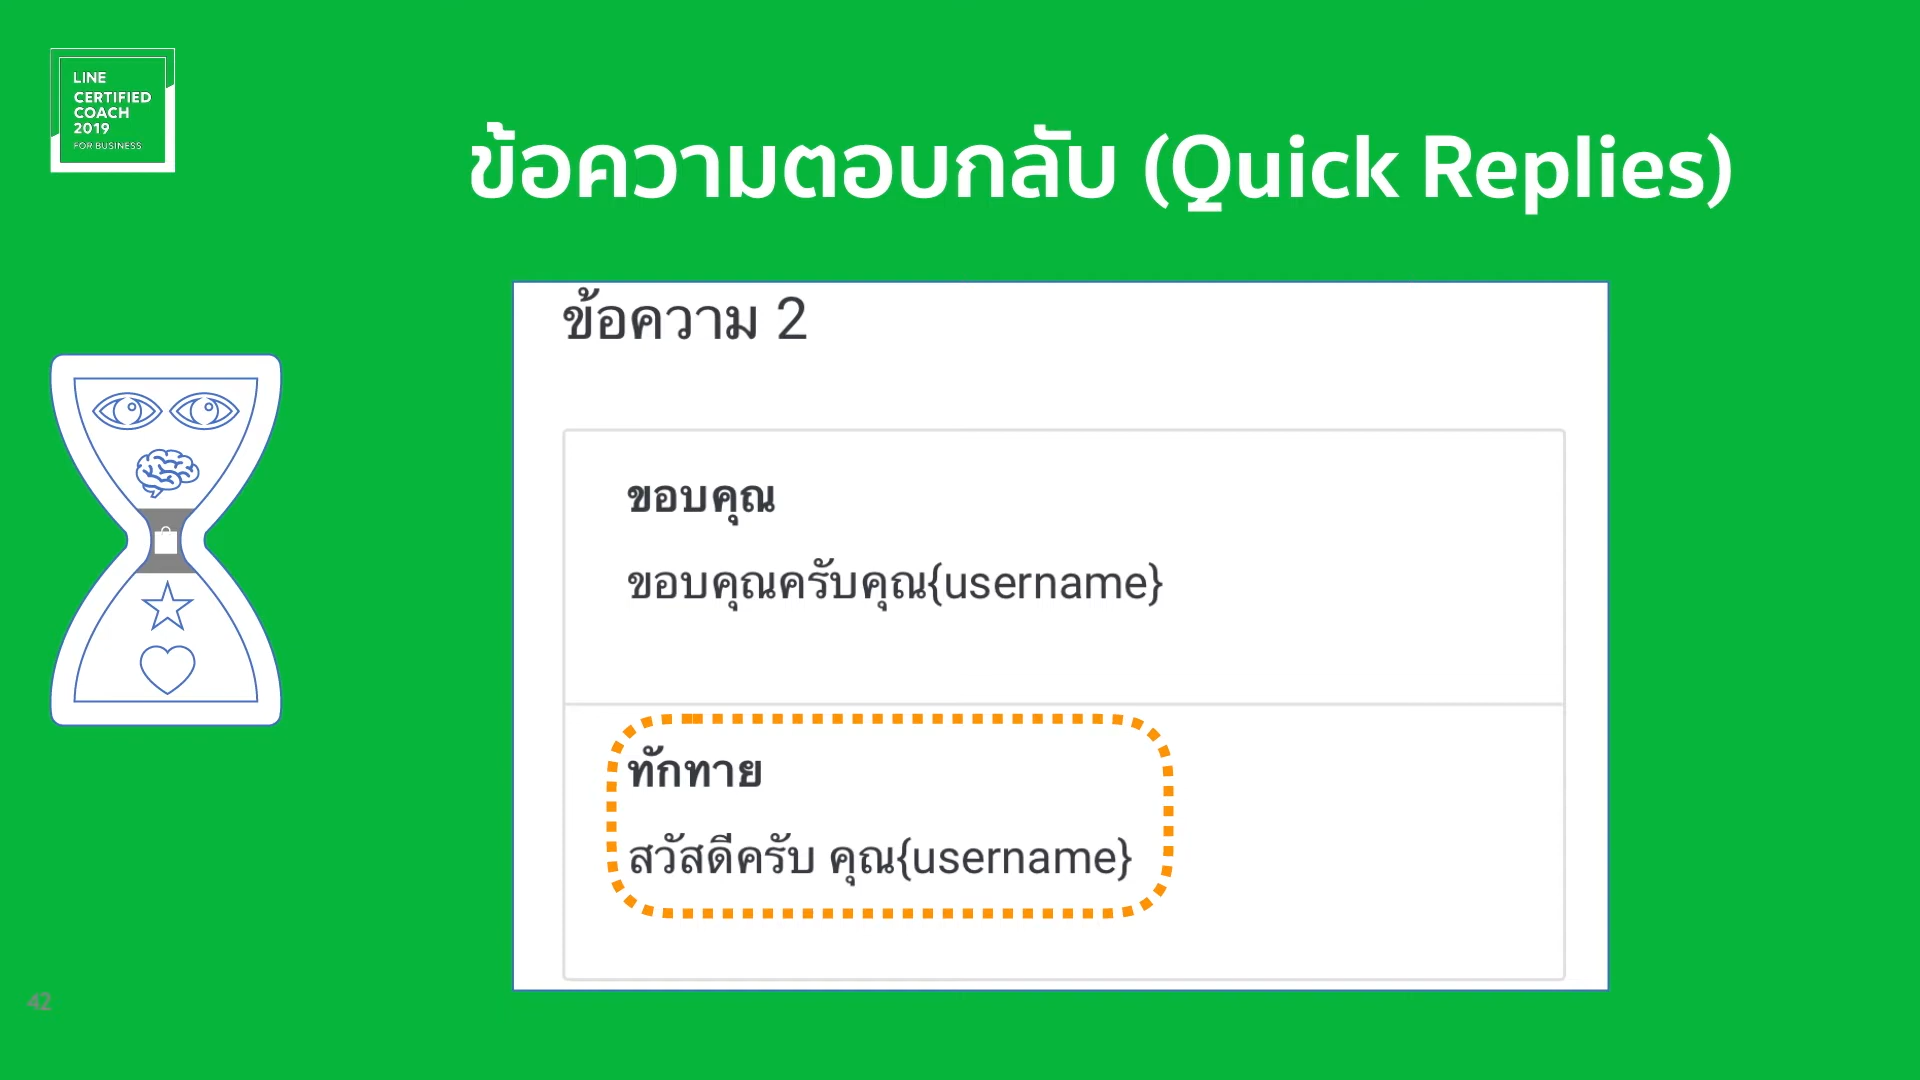 LINE
CERTIFIED
COACH
2019
FOR BUSINESS
ข้อความตอบกลับ (Quick Replies)
ข้อความ 2
ขอบคุณ
ขอบคุณครับคุณ{username}
ทักทาย
สวัสดีครับ คุณ{username}
42